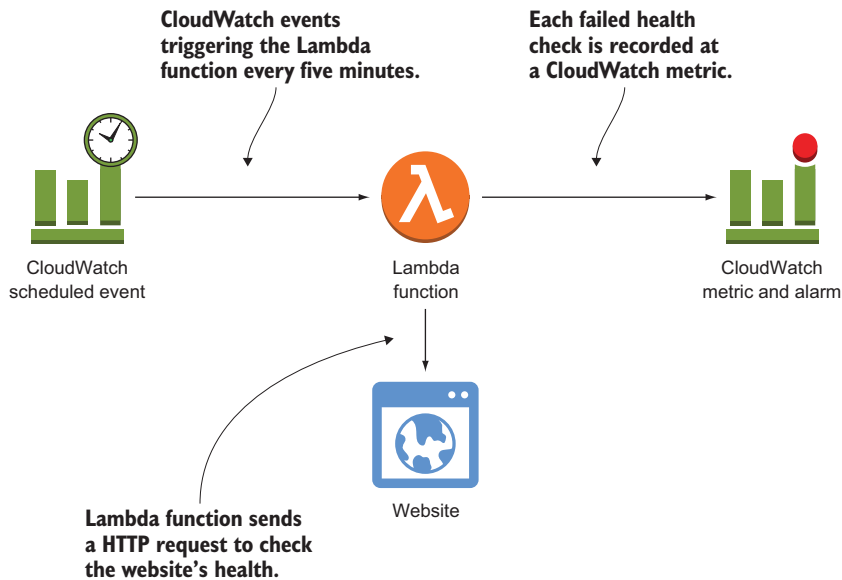 CloudWatch events
triggering the Lambda
function every five minutes.
Each failed health
check is recorded at
a CloudWatch metric.
CloudWatch
scheduled event
Lambda
function
CloudWatch
metric and alarm
Website
Lambda function sends
a HTTP request to check
the website's health.